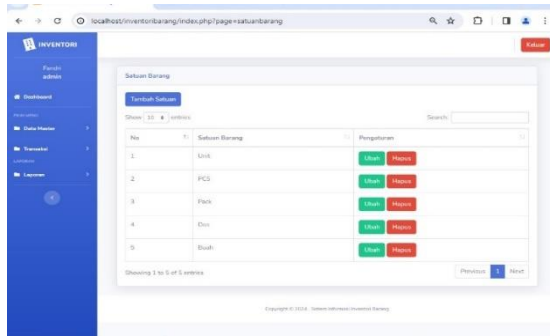 localhost/inventoribarang/index.php?page=satuanbarang
INVENTORI
Keluar
admin
Dashboard
Data Master
Transaksi
Laporan
Satuan Barang
Tambah Satuan
Show 10 entries
Search:
No Satuan Barang Pengaturan
1 Unit Ubah Hapus
2 PCS Ubah Hapus
3 Pack Ubah Hapus
4 Ubah Hapus
5 Buah Ubah Hapus
Showing 1 to 5 of 5 entries
Previous 1 Next